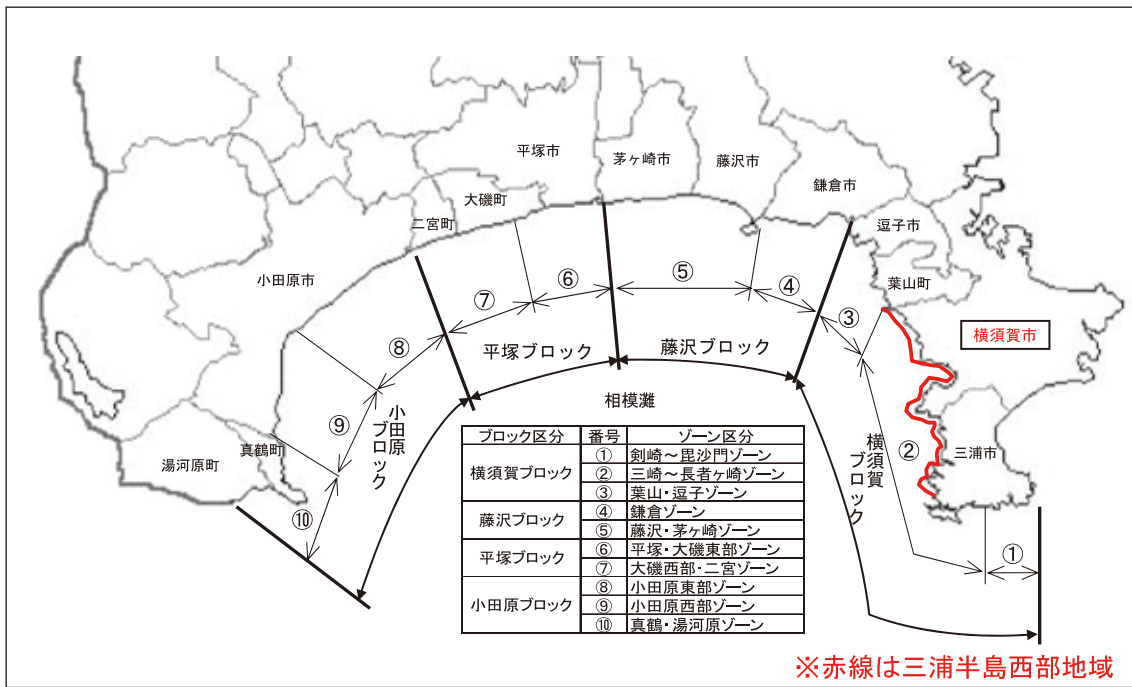 平塚市
茅ヶ崎市
藤沢市
鎌倉市
大磯町
二宮町
逗子市
葉山町
小田原市
横須賀市
三浦市
湯河原町
真鶴町
⑥
⑤
④
⑦
③
⑧
⑨
②
⑩
①
平塚ブロック
藤沢ブロック
相模灘
小田原
ブロック
横須賀
ブロック
ブロック区分 番号 ゾーン区分
横須賀ブロック ① 剣崎～毘沙門ゾーン
② 三崎～長者ヶ崎ゾーン
③ 葉山・逗子ゾーン
藤沢ブロック ④ 鎌倉ゾーン
⑤ 藤沢・茅ヶ崎ゾーン
平塚ブロック ⑥ 平塚・大磯東部ゾーン
⑦ 大磯西部・二宮ゾーン
小田原ブロック ⑧ 小田原東部ゾーン
⑨ 小田原西部ゾーン
⑩ 真鶴・湯河原ゾーン
※赤線は三浦半島西部地域